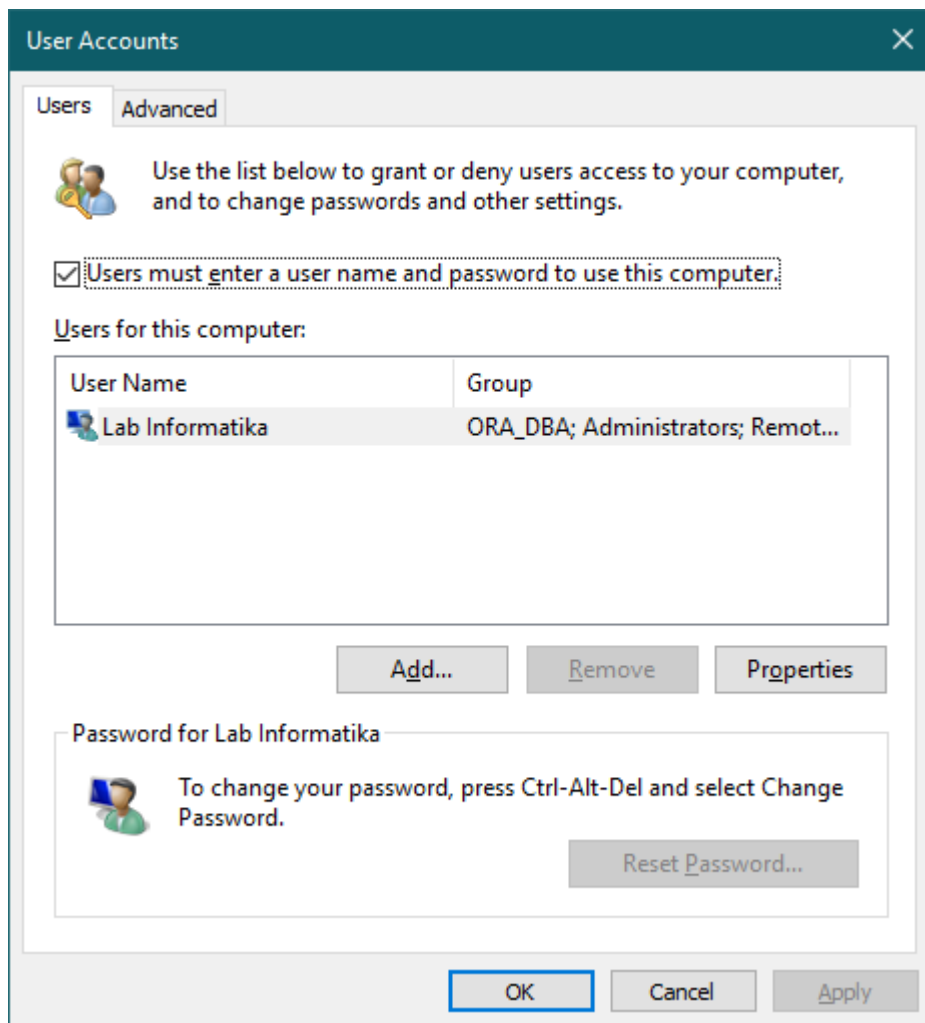 User Accounts
Users
Advanced
Use the list below to grant or deny users access to your computer,
and to change passwords and other settings.
Users must enter a user name and password to use this computer.
Users for this computer:
User Name Group
Lab Informatika ORA_DBA; Administrators; Remot...
Add... Remove Properties
Password for Lab Informatika
To change your password, press Ctrl-Alt-Del and select Change
Password.
Reset Password...
OK Cancel Apply